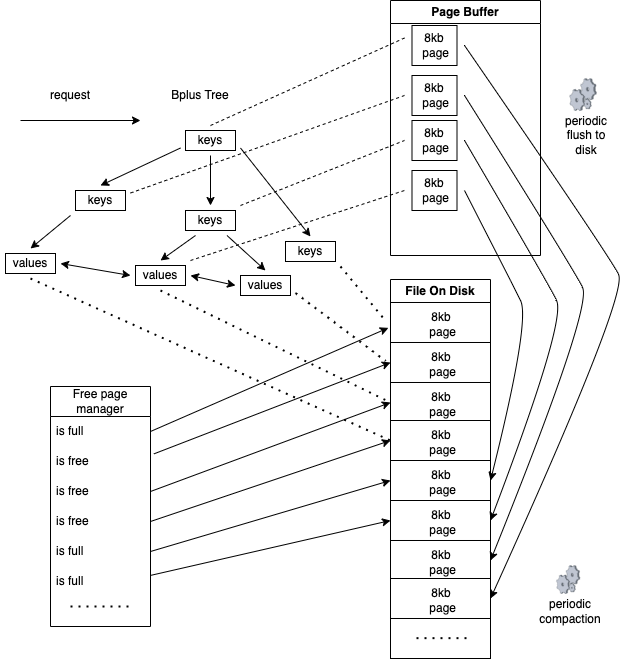 Page Buffer
8kb
page
8kb
page
8kb
page
8kb
page
request
Bplus Tree
keys
keys
keys
keys
values
values
values
periodic
flush to
disk
File On Disk
8kb
page
8kb
page
8kb
page
8kb
page
8kb
page
8kb
page
8kb
page
8kb
page
.......
Free page
manager
is full
is free
is free
is free
is full
is full
........
periodic
compaction